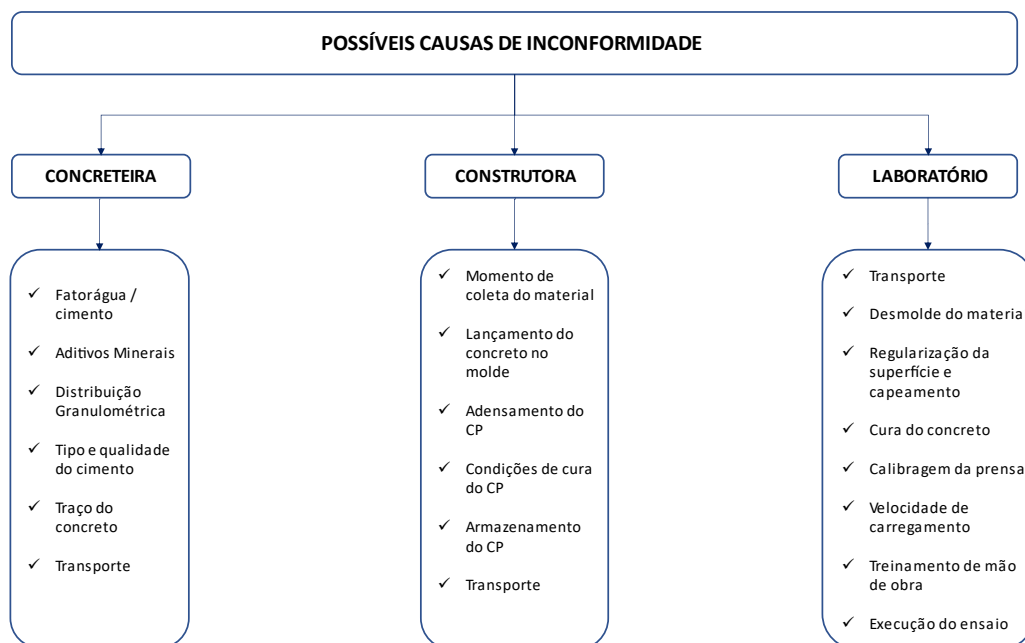 POSSÍVEIS CAUSAS DE INCONFORMIDADE
CONCRETEIRA
✓ Fatorágua /
cimento
✓ Aditivos Minerais
✓ Distribuição
Granulométrica
✓ Tipo e qualidade
do cimento
✓ Traço do
concreto
✓ Transporte
CONSTRUTORA
✓ Momento de
coleta do material
✓ Lançamento do
concreto no
molde
✓ Adensamento do
CP
✓ Condições de cura
do CP
✓ Armazenamento
do CP
✓ Transporte
LABORATÓRIO
✓ Transporte
✓ Desmolde do materia
✓ Regularização da
superfície e
capeamento
✓ Cura do concreto
✓ Calibragem da prensa
✓ Velocidade de
carregamento
✓ Treinamento de mão
de obra
✓ Execução do ensaio